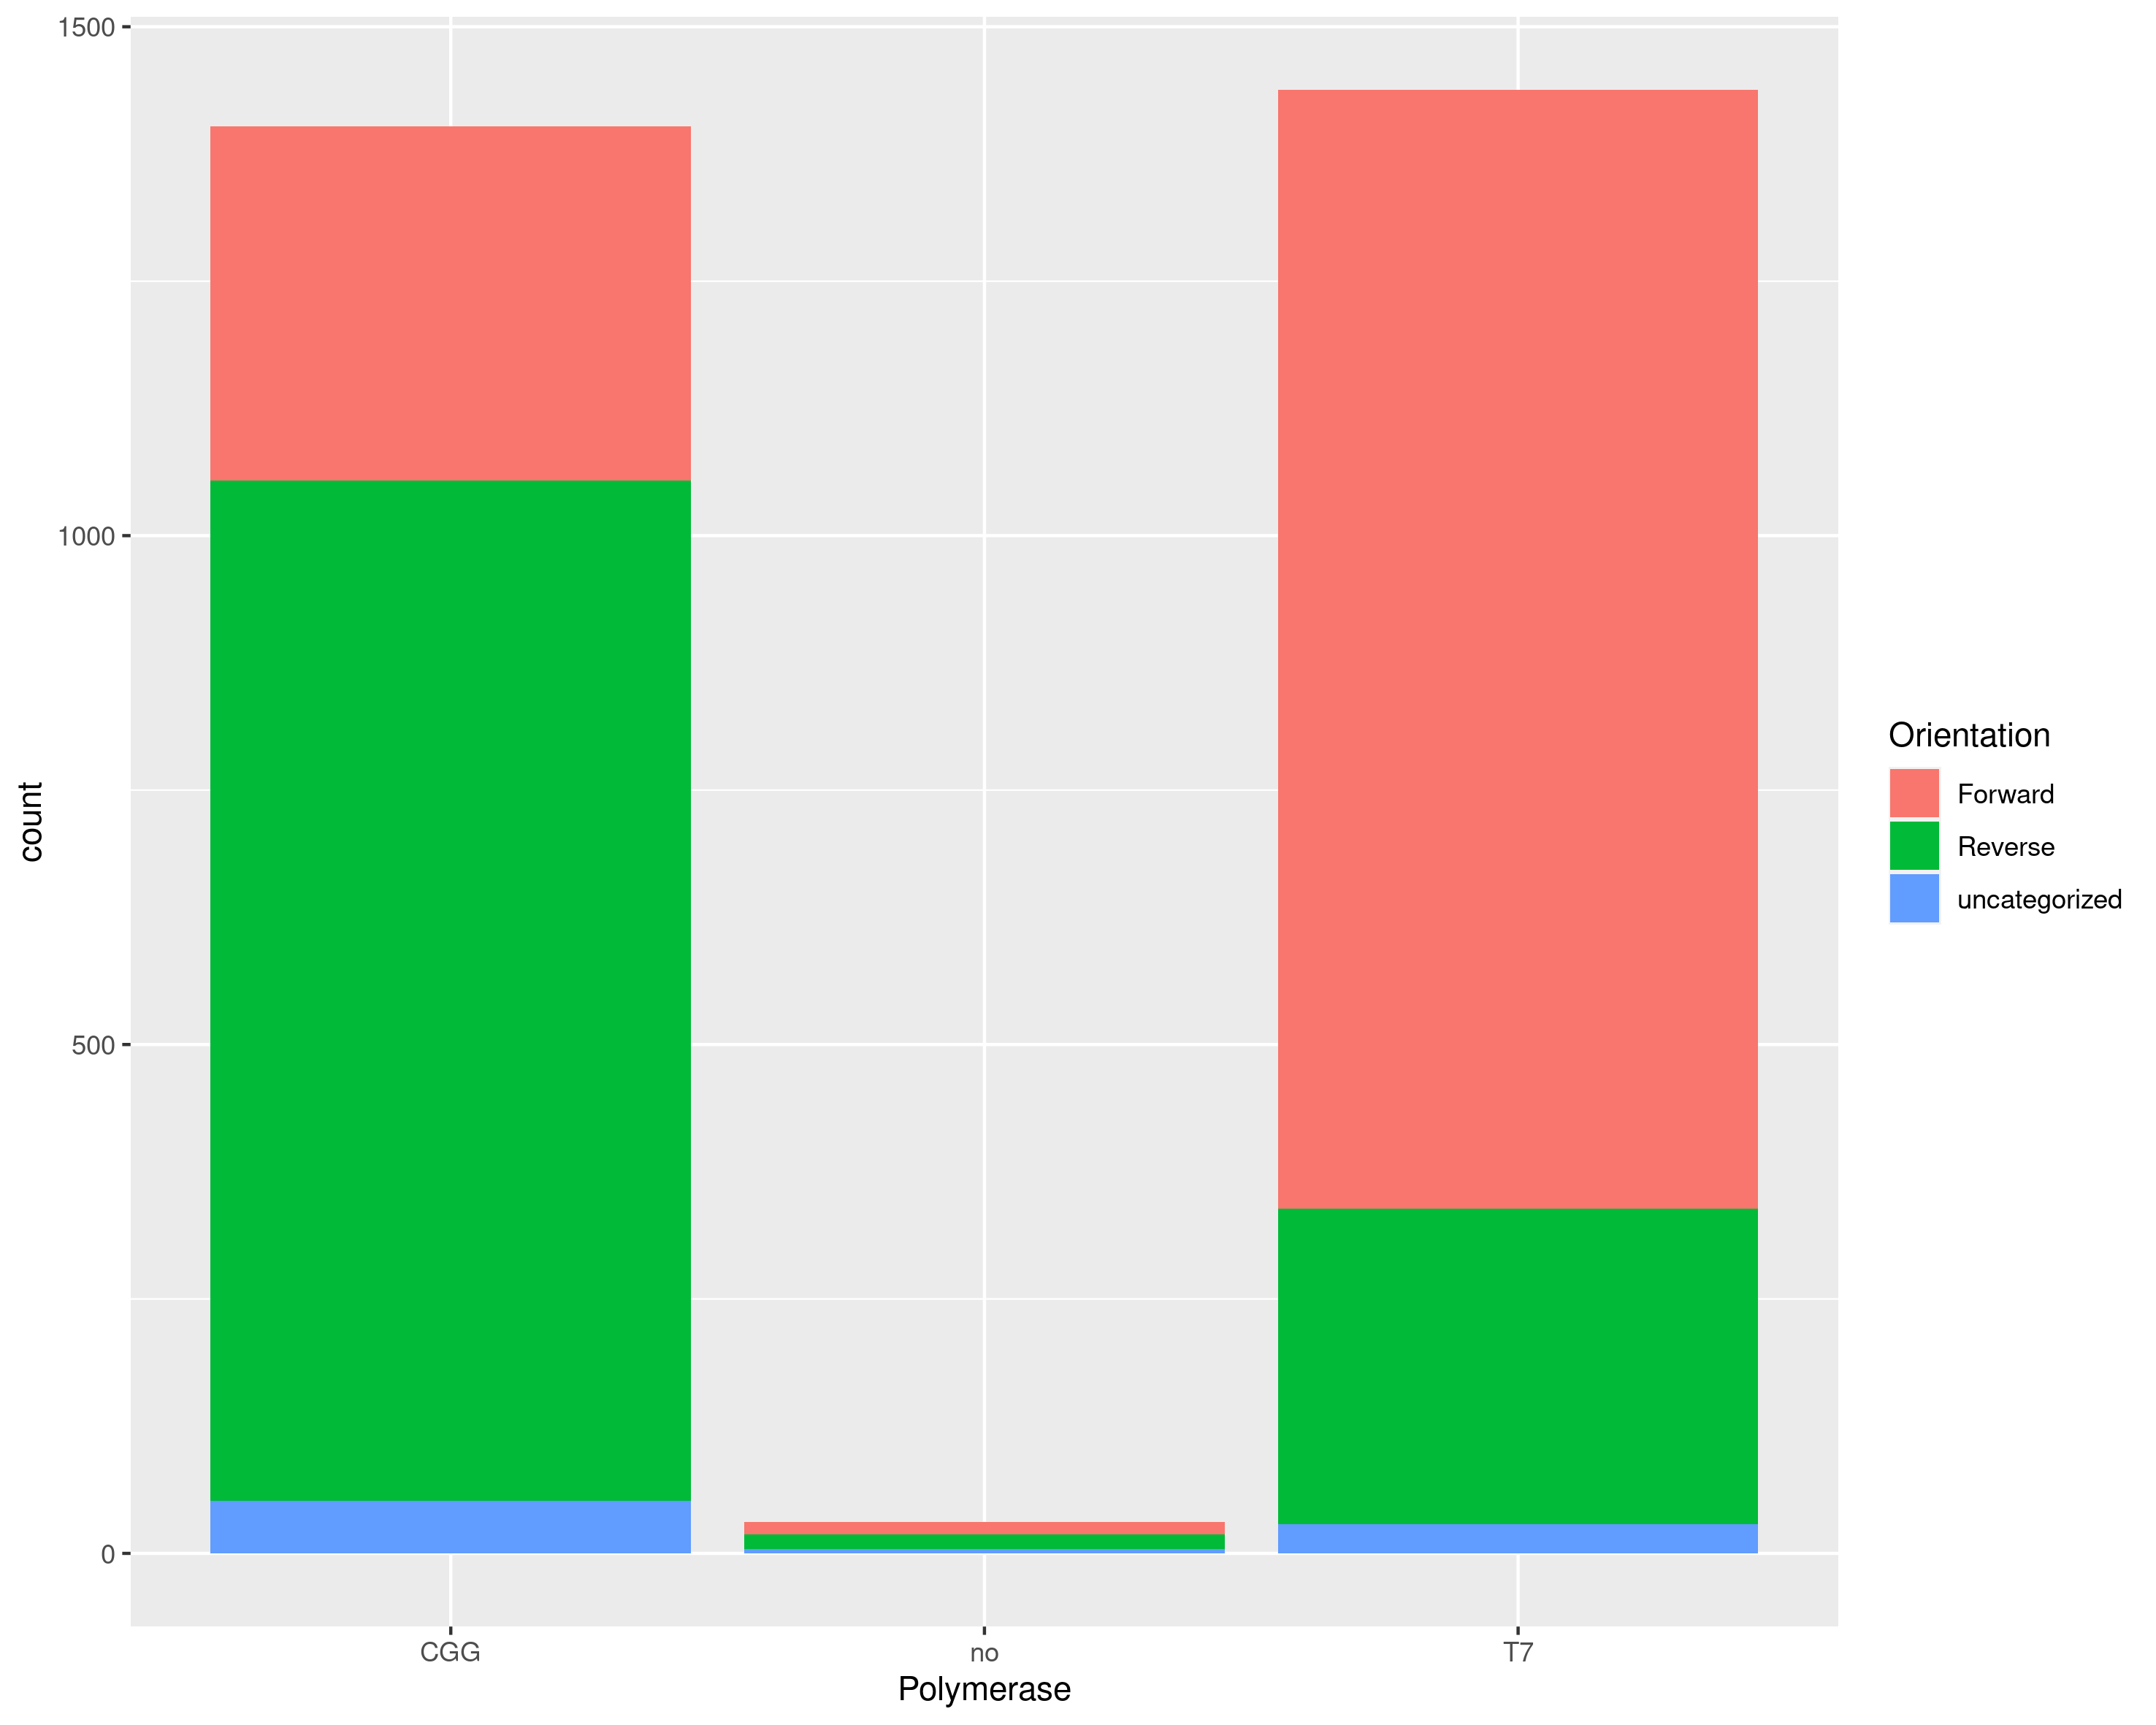 1500
1000
500
0
count
CGG
no
T7
Polymerase
Orientation
Forward
Reverse
uncategorized